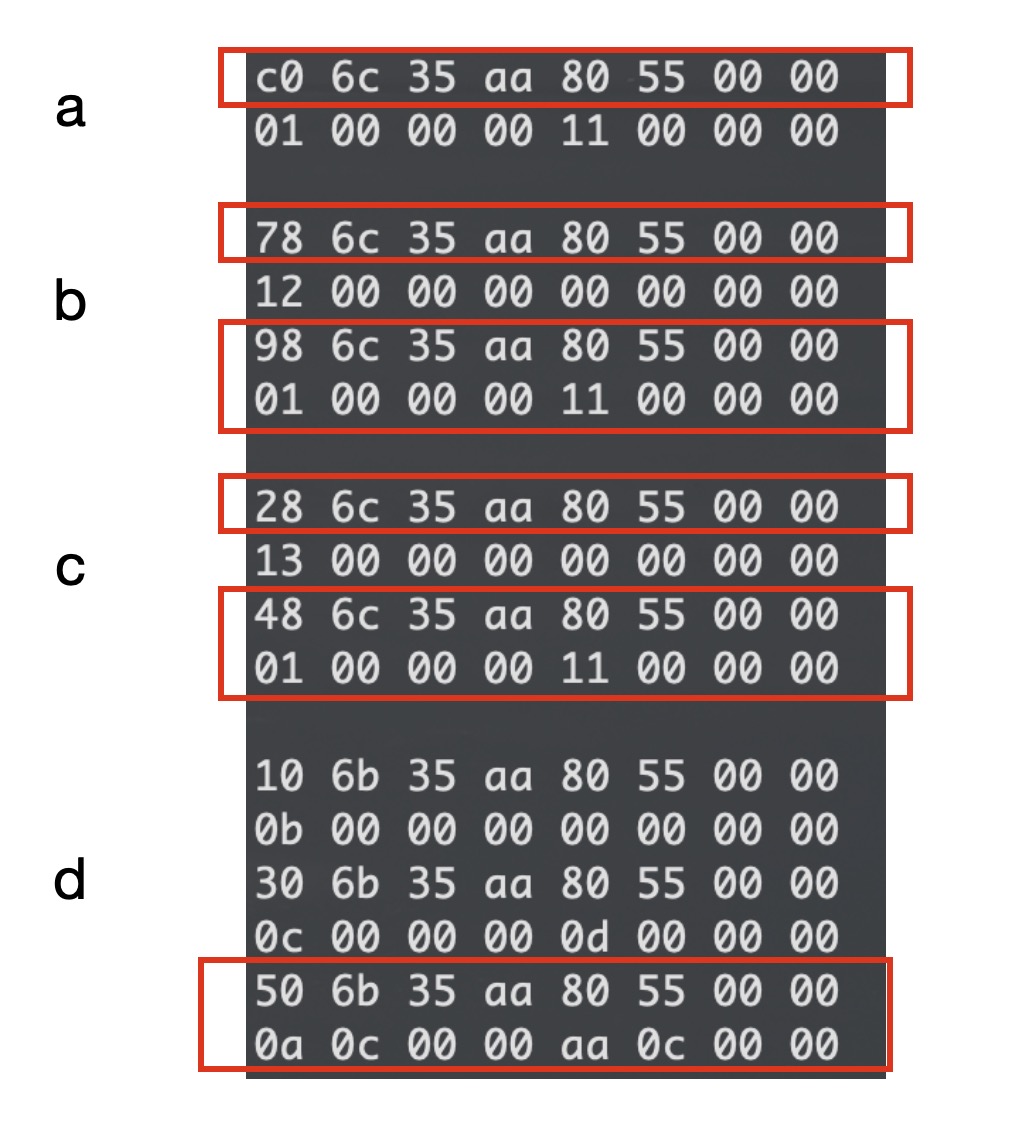 a
c0 6c 35 aa 80 55 00 00
01 00 00 00 11 00 00 00
b
78 6c 35 aa 80 55 00 00
12 00 00 00 00 00 00 00
98 6c 35 aa 80 55 00 00
01 00 00 00 11 00 00 00
c
28 6c 35 aa 80 55 00 00
13 00 00 00 00 00 00 00
48 6c 35 aa 80 55 00 00
01 00 00 00 11 00 00 00
d
10 6b 35 aa 80 55 00 00
0b 00 00 00 00 00 00 00
30 6b 35 aa 80 55 00 00
0c 00 00 00 0d 00 00 00
50 6b 35 aa 80 55 00 00
0a 0c 00 00 aa 0c 00 00